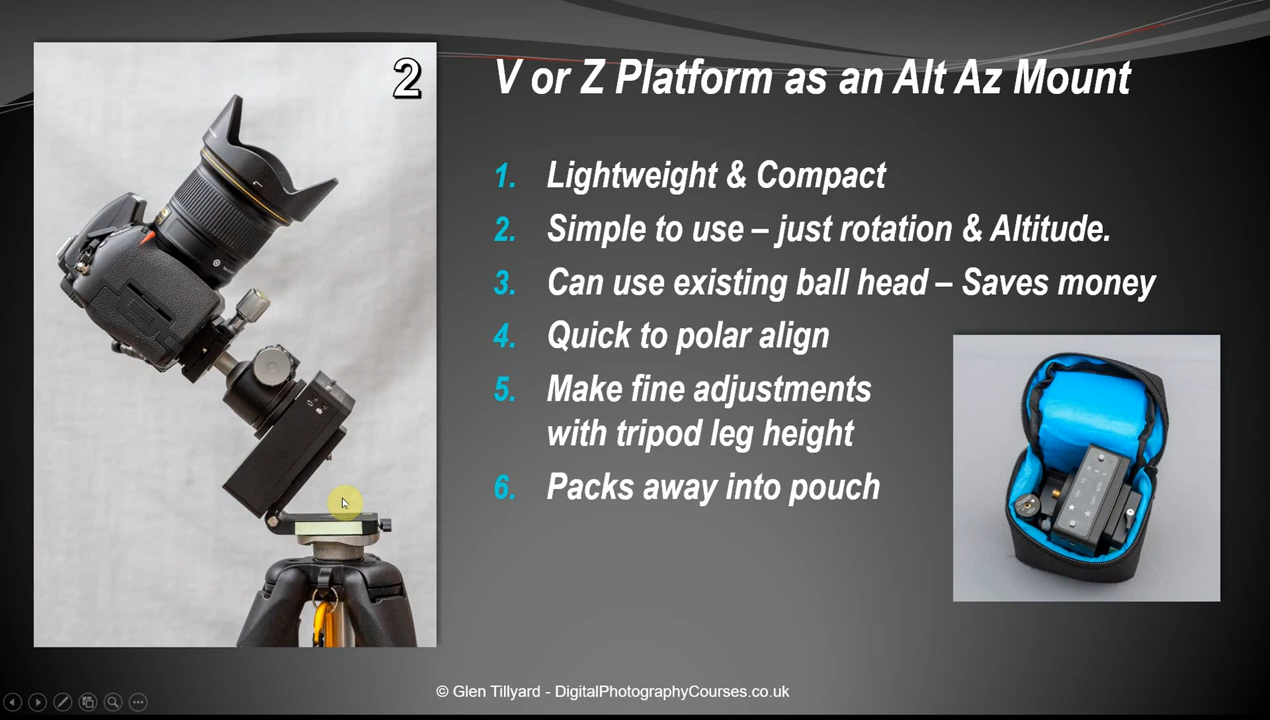 2
V or Z Platform as an Alt Az Mount
1. Lightweight & Compact
2. Simple to use – just rotation & Altitude.
3. Can use existing ball head – Saves money
4. Quick to polar align
5. Make fine adjustments
with tripod leg height
6. Packs away into pouch
© Glen Tillyard - DigitalPhotographyCourses.co.uk